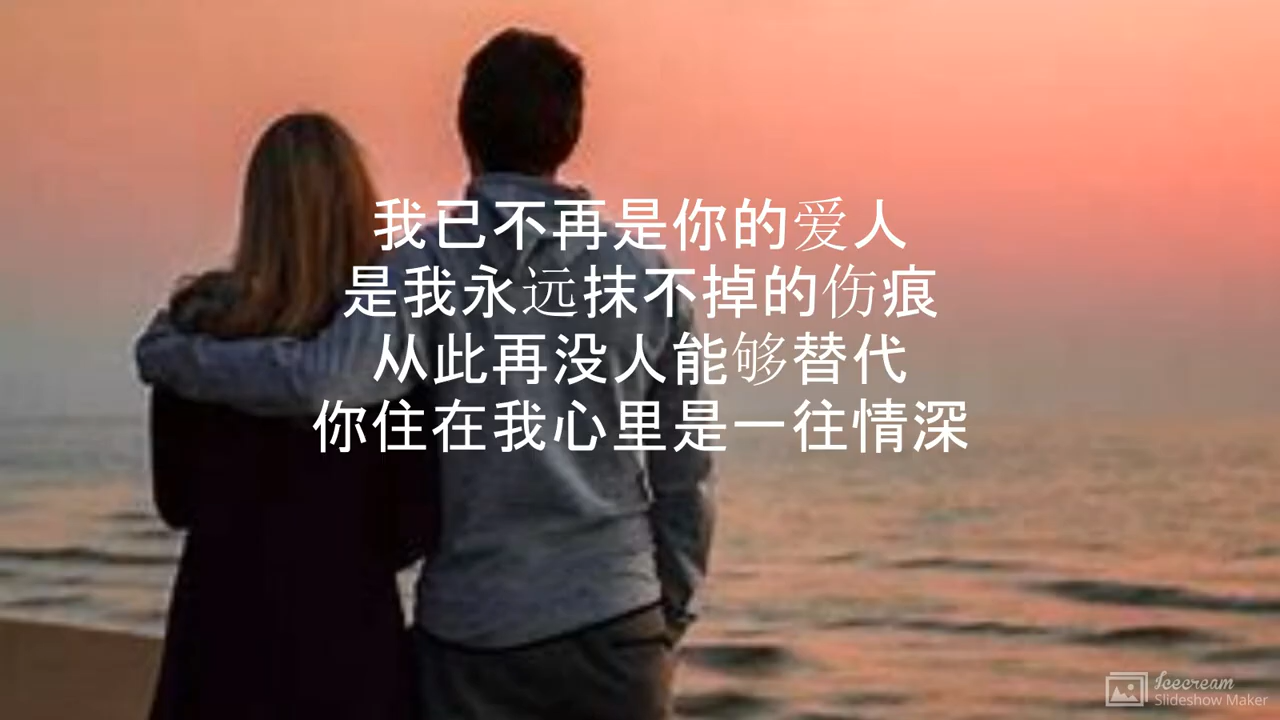 我已不再是你的爱人
是我永远抹不掉的伤痕
从此再没人能够替代
你住在我心里是一往情深
Icecream
Slideshow Maker